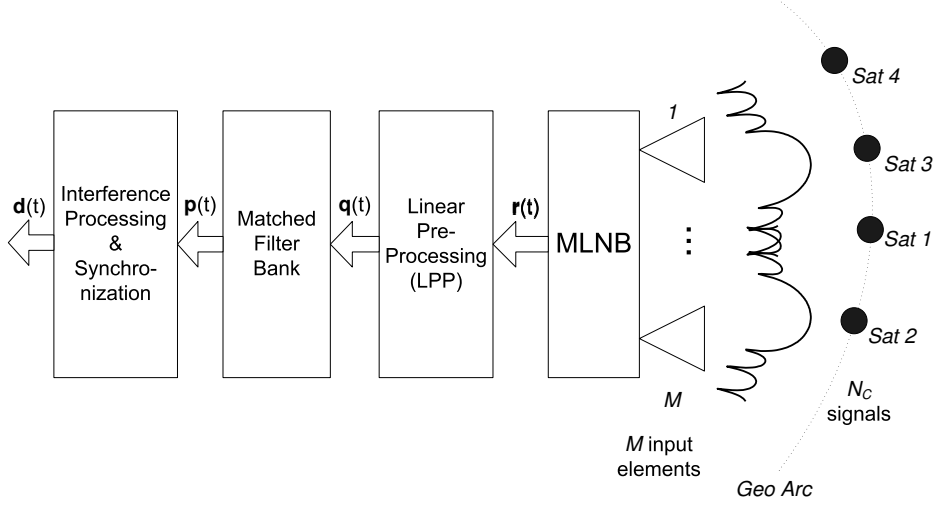 Sat 4
1
Sat 3
Interference
Processing
&
Synchro-
nization
d(t)
p(t)
Matched
Filter
Bank
q(t)
Linear
Pre-
Processing
(LPP)
r(t)
MLNB
Sat 1
Sat 2
M
N_C
signals
M input
elements
Geo Arc